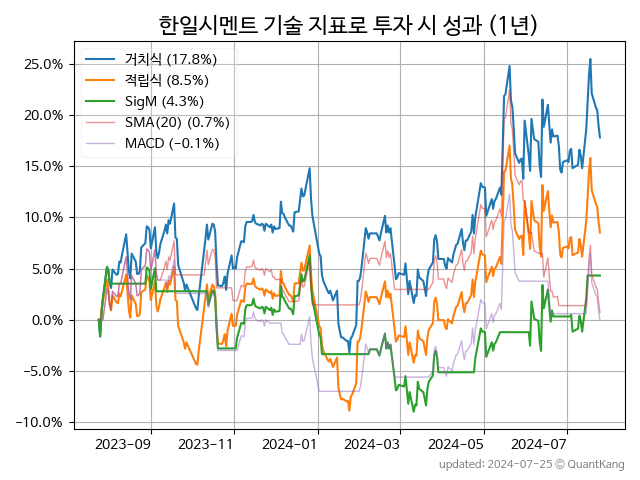 한일시멘트 기술 지표로 투자 시 성과 (1년)
거치식 (17.8%)
적립식 (8.5%)
SigM (4.3%)
SMA(20) (0.7%)
MACD (−0.1%)
25.0%
20.0%
15.0%
10.0%
5.0%
0.0%
−5.0%
−10.0%
2023-09
2023-11
2024-01
2024-03
2024-05
2024-07
updated: 2024-07-25 © QuantKang